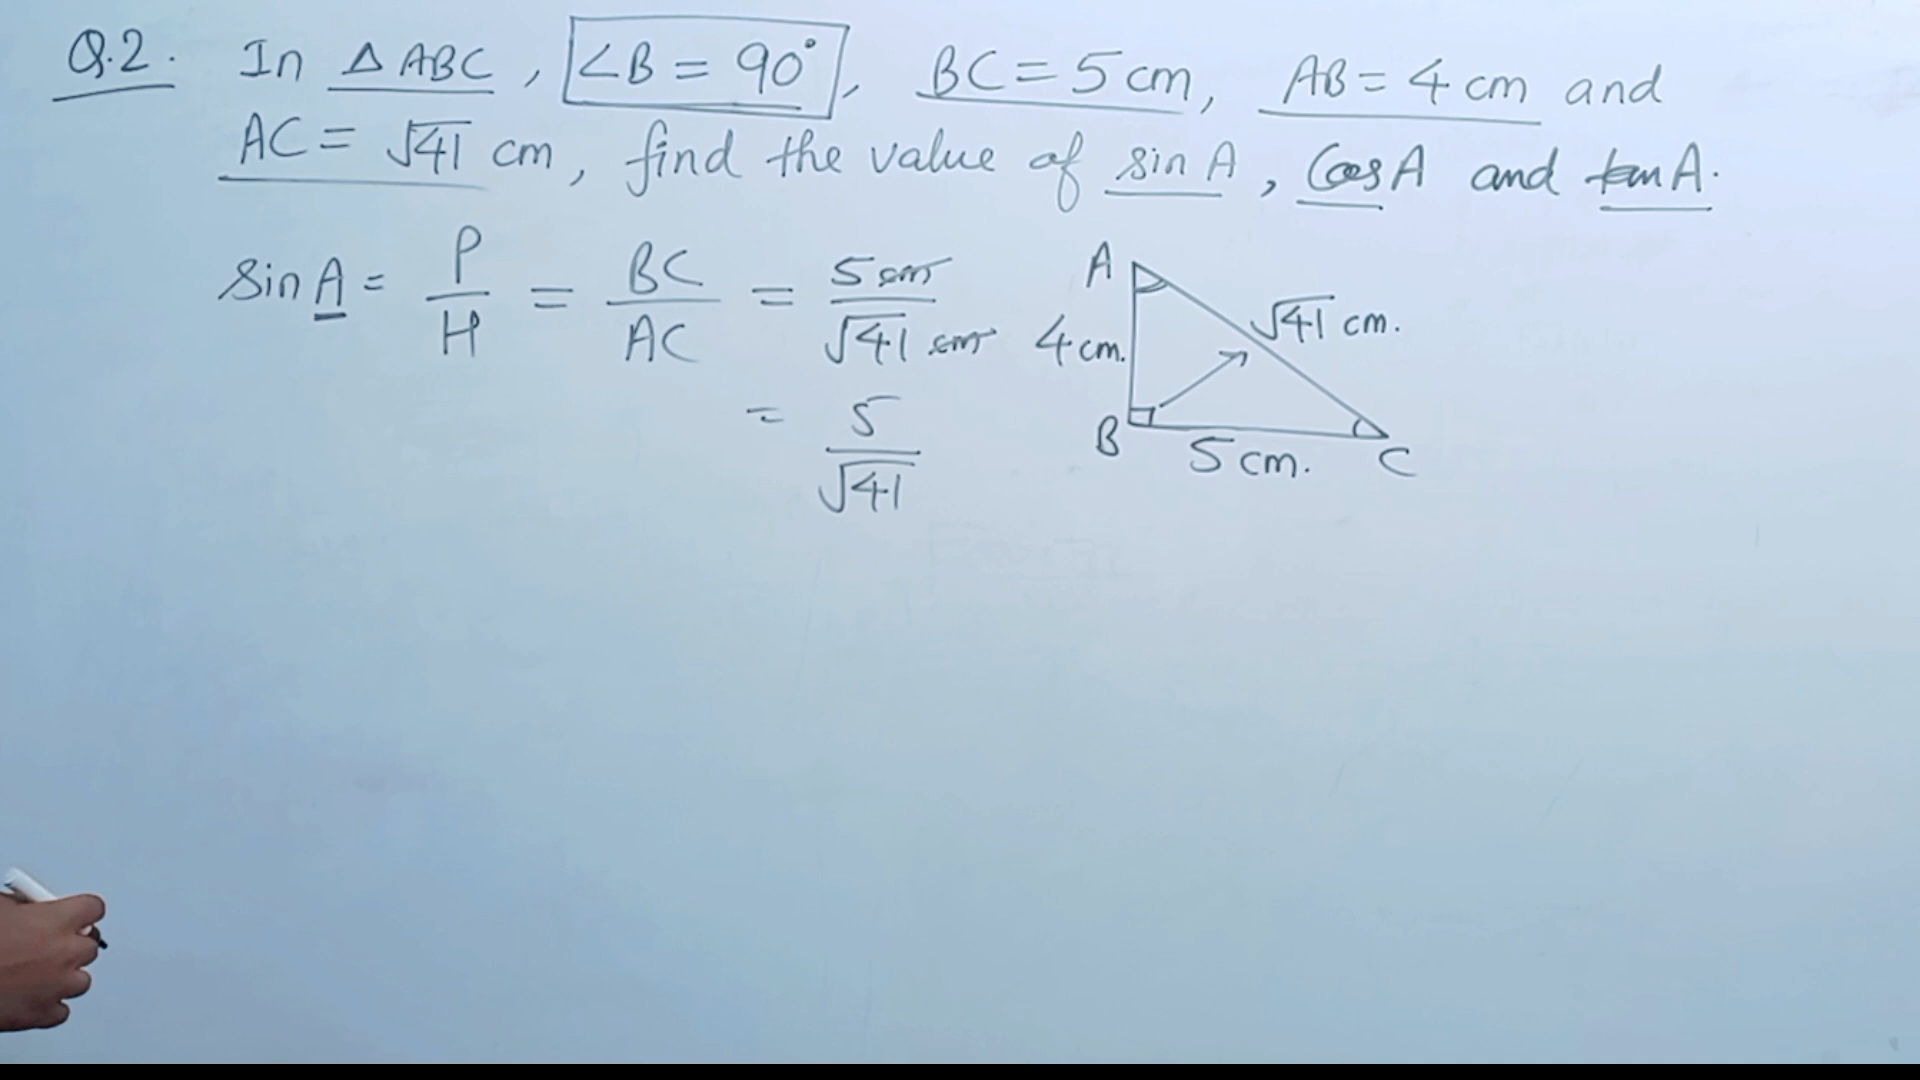 Q.2. In △ABC, ∠B = 90°, BC = 5 cm, AB = 4 cm and
AC = √41 cm, find the value of sin A, Cos A and tan A.
sin A = P/H = BC/AC = 5 cm/√41 cm
= 5/√41
A
√41 cm.
4 cm.
B
5 cm.
C